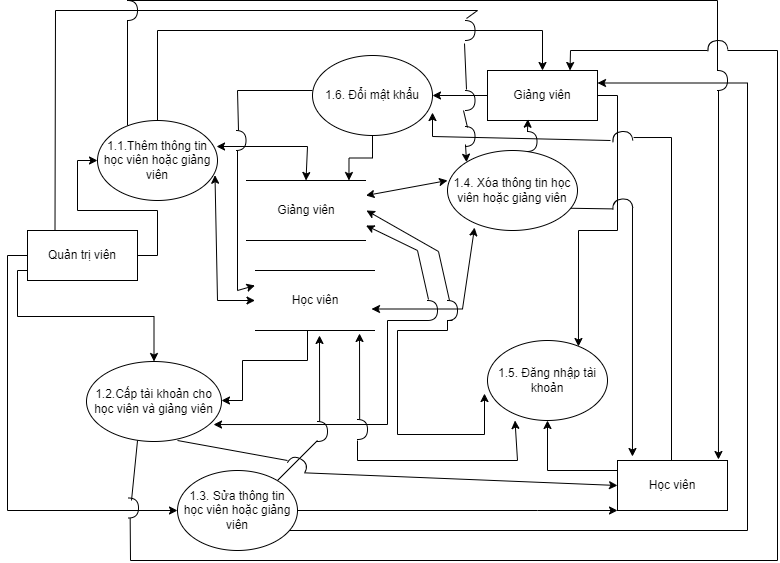 1.6. Đổi mật khẩu
Giảng viên
1.1.Thêm thông tin
học viên hoặc giảng
viên
1.4. Xóa thông tin học
viên hoặc giảng viên
Giảng viên
Quản trị viên
Học viên
1.5. Đăng nhập tài
khoản
1.2.Cấp tài khoản cho
học viên và giảng viên
Học viên
1.3. Sửa thông tin
học viên hoặc giảng
viên